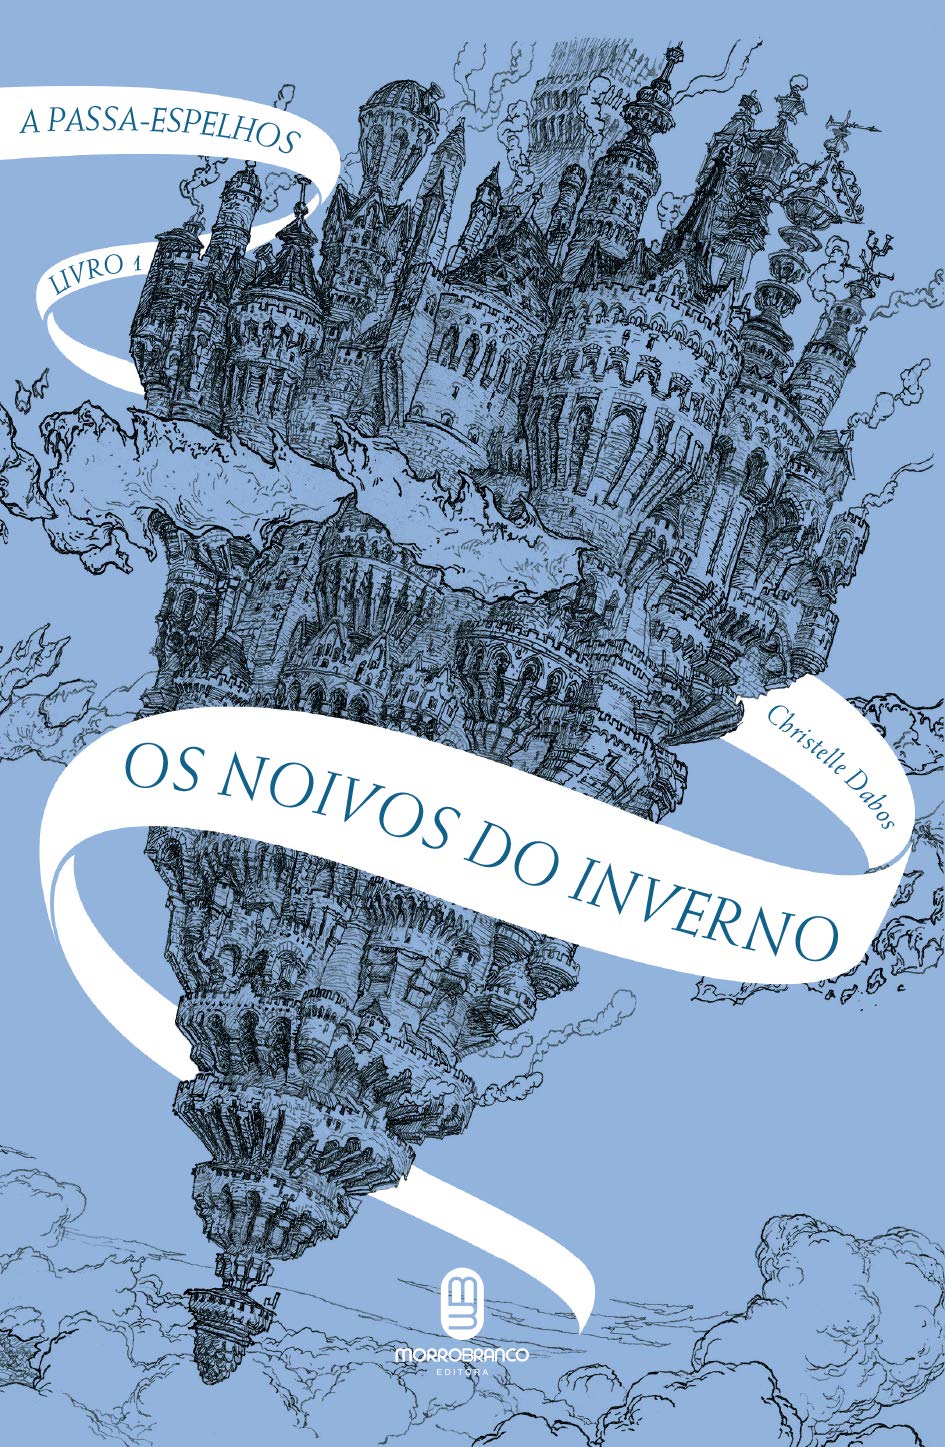 A PASSA-ESPELHOS
LIVRO 1
Christelle Dabos
OS NOIVOS DO INVERNO
MORROBRANCO
EDITORA